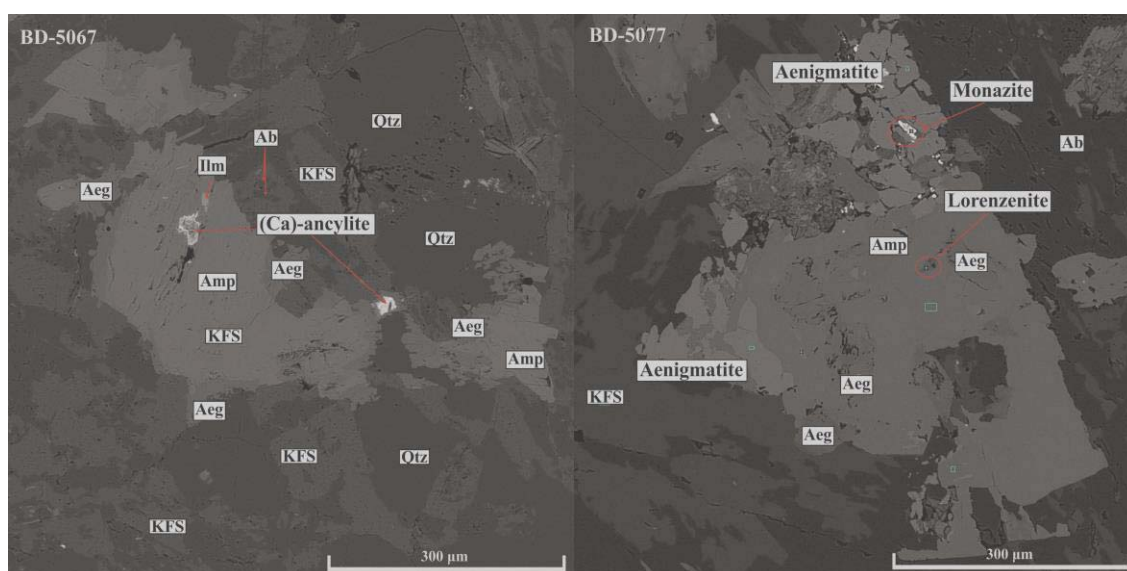 BD-5067
Qtz
Ab
Ilm
KFS
Aeg
(Ca)-ancylite
Qtz
Amp
Aeg
KFS
Aeg
Amp
Aeg
KFS
Qtz
KFS
300 µm
BD-5077
Aenigmatite
Monazite
Ab
Lorenzenite
Amp
Aeg
Aenigmatite
Aeg
KFS
Aeg
300 µm